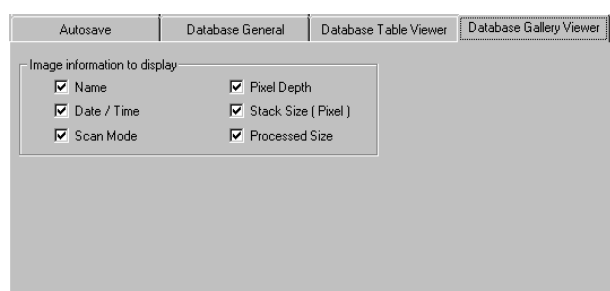 Autosave Database General Database Table Viewer Database Gallery Viewer
Image information to display
Name Pixel Depth
Date / Time Stack Size ( Pixel )
Scan Mode Processed Size